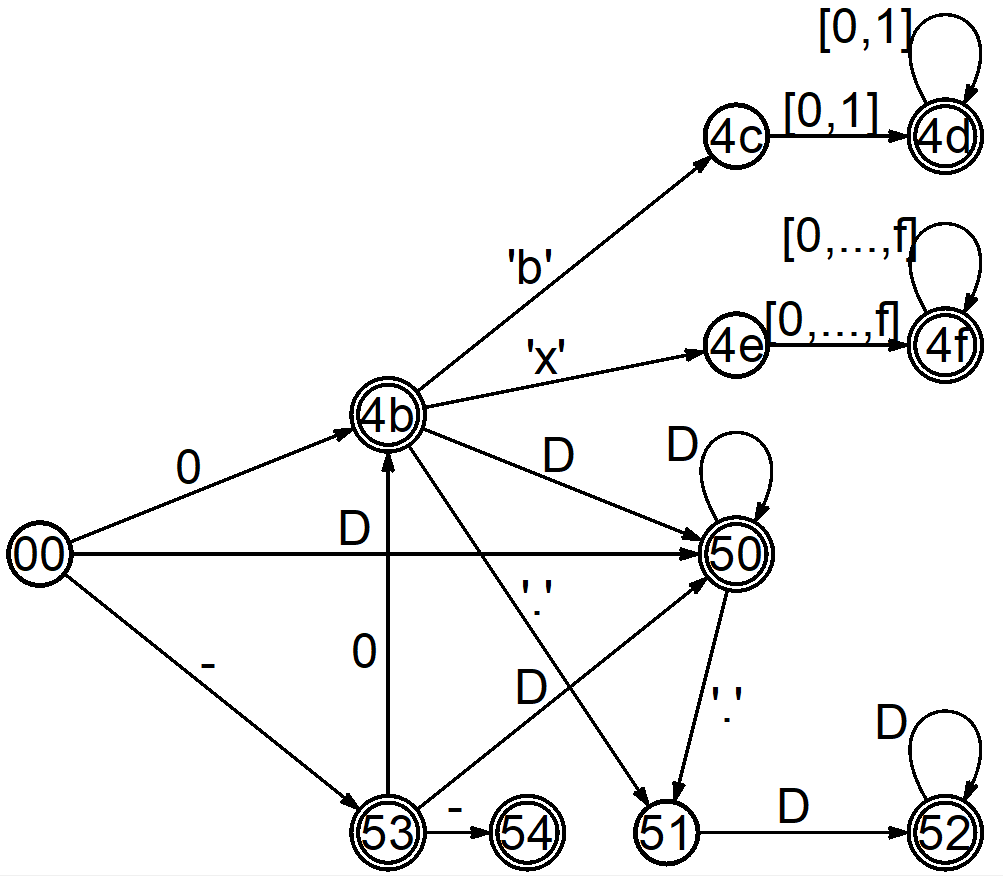 [0,1]
4c
[0,1]
4d
[0,...,f]
'b'
4e
[0,...,f]
4f
'x'
4b
0
D
D
D
00
50
'.'
-
0
D
'.'
D
53
-
54
51
D
52